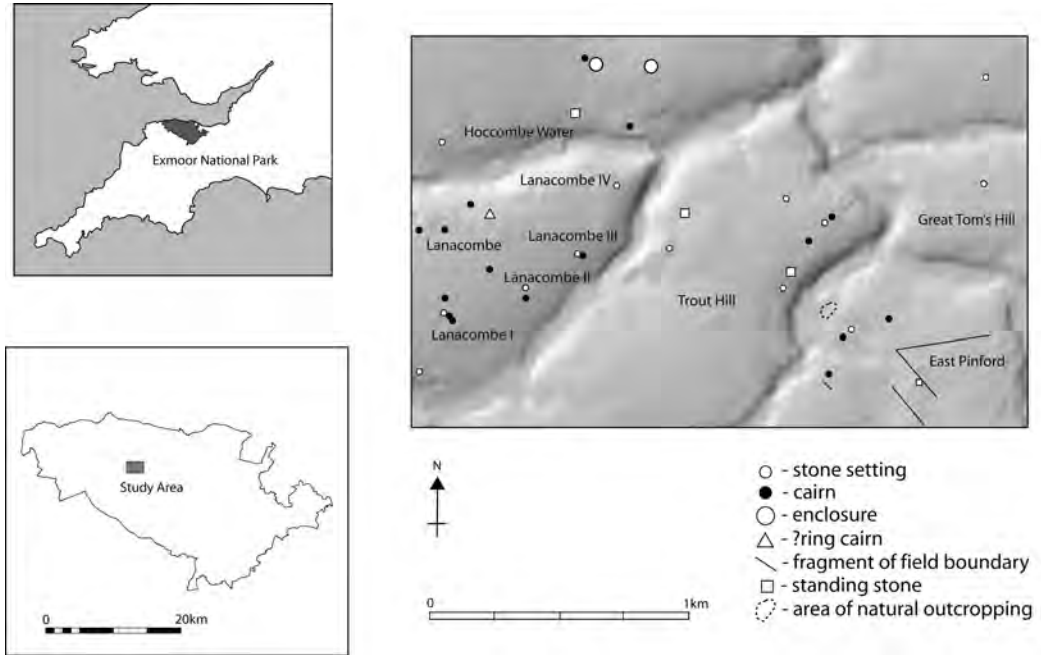 Exmoor National Park
Hoccombe Water
Lanacombe IV
Lanacombe
Lanacombe III
Great Tom's Hill
Lanacombe II
Trout Hill
Lanacombe I
East Pinford
Study Area
0 20km
N
0 1km
- stone setting
- cairn
- enclosure
- ?ring cairn
- fragment of field boundary
- standing stone
- area of natural outcropping